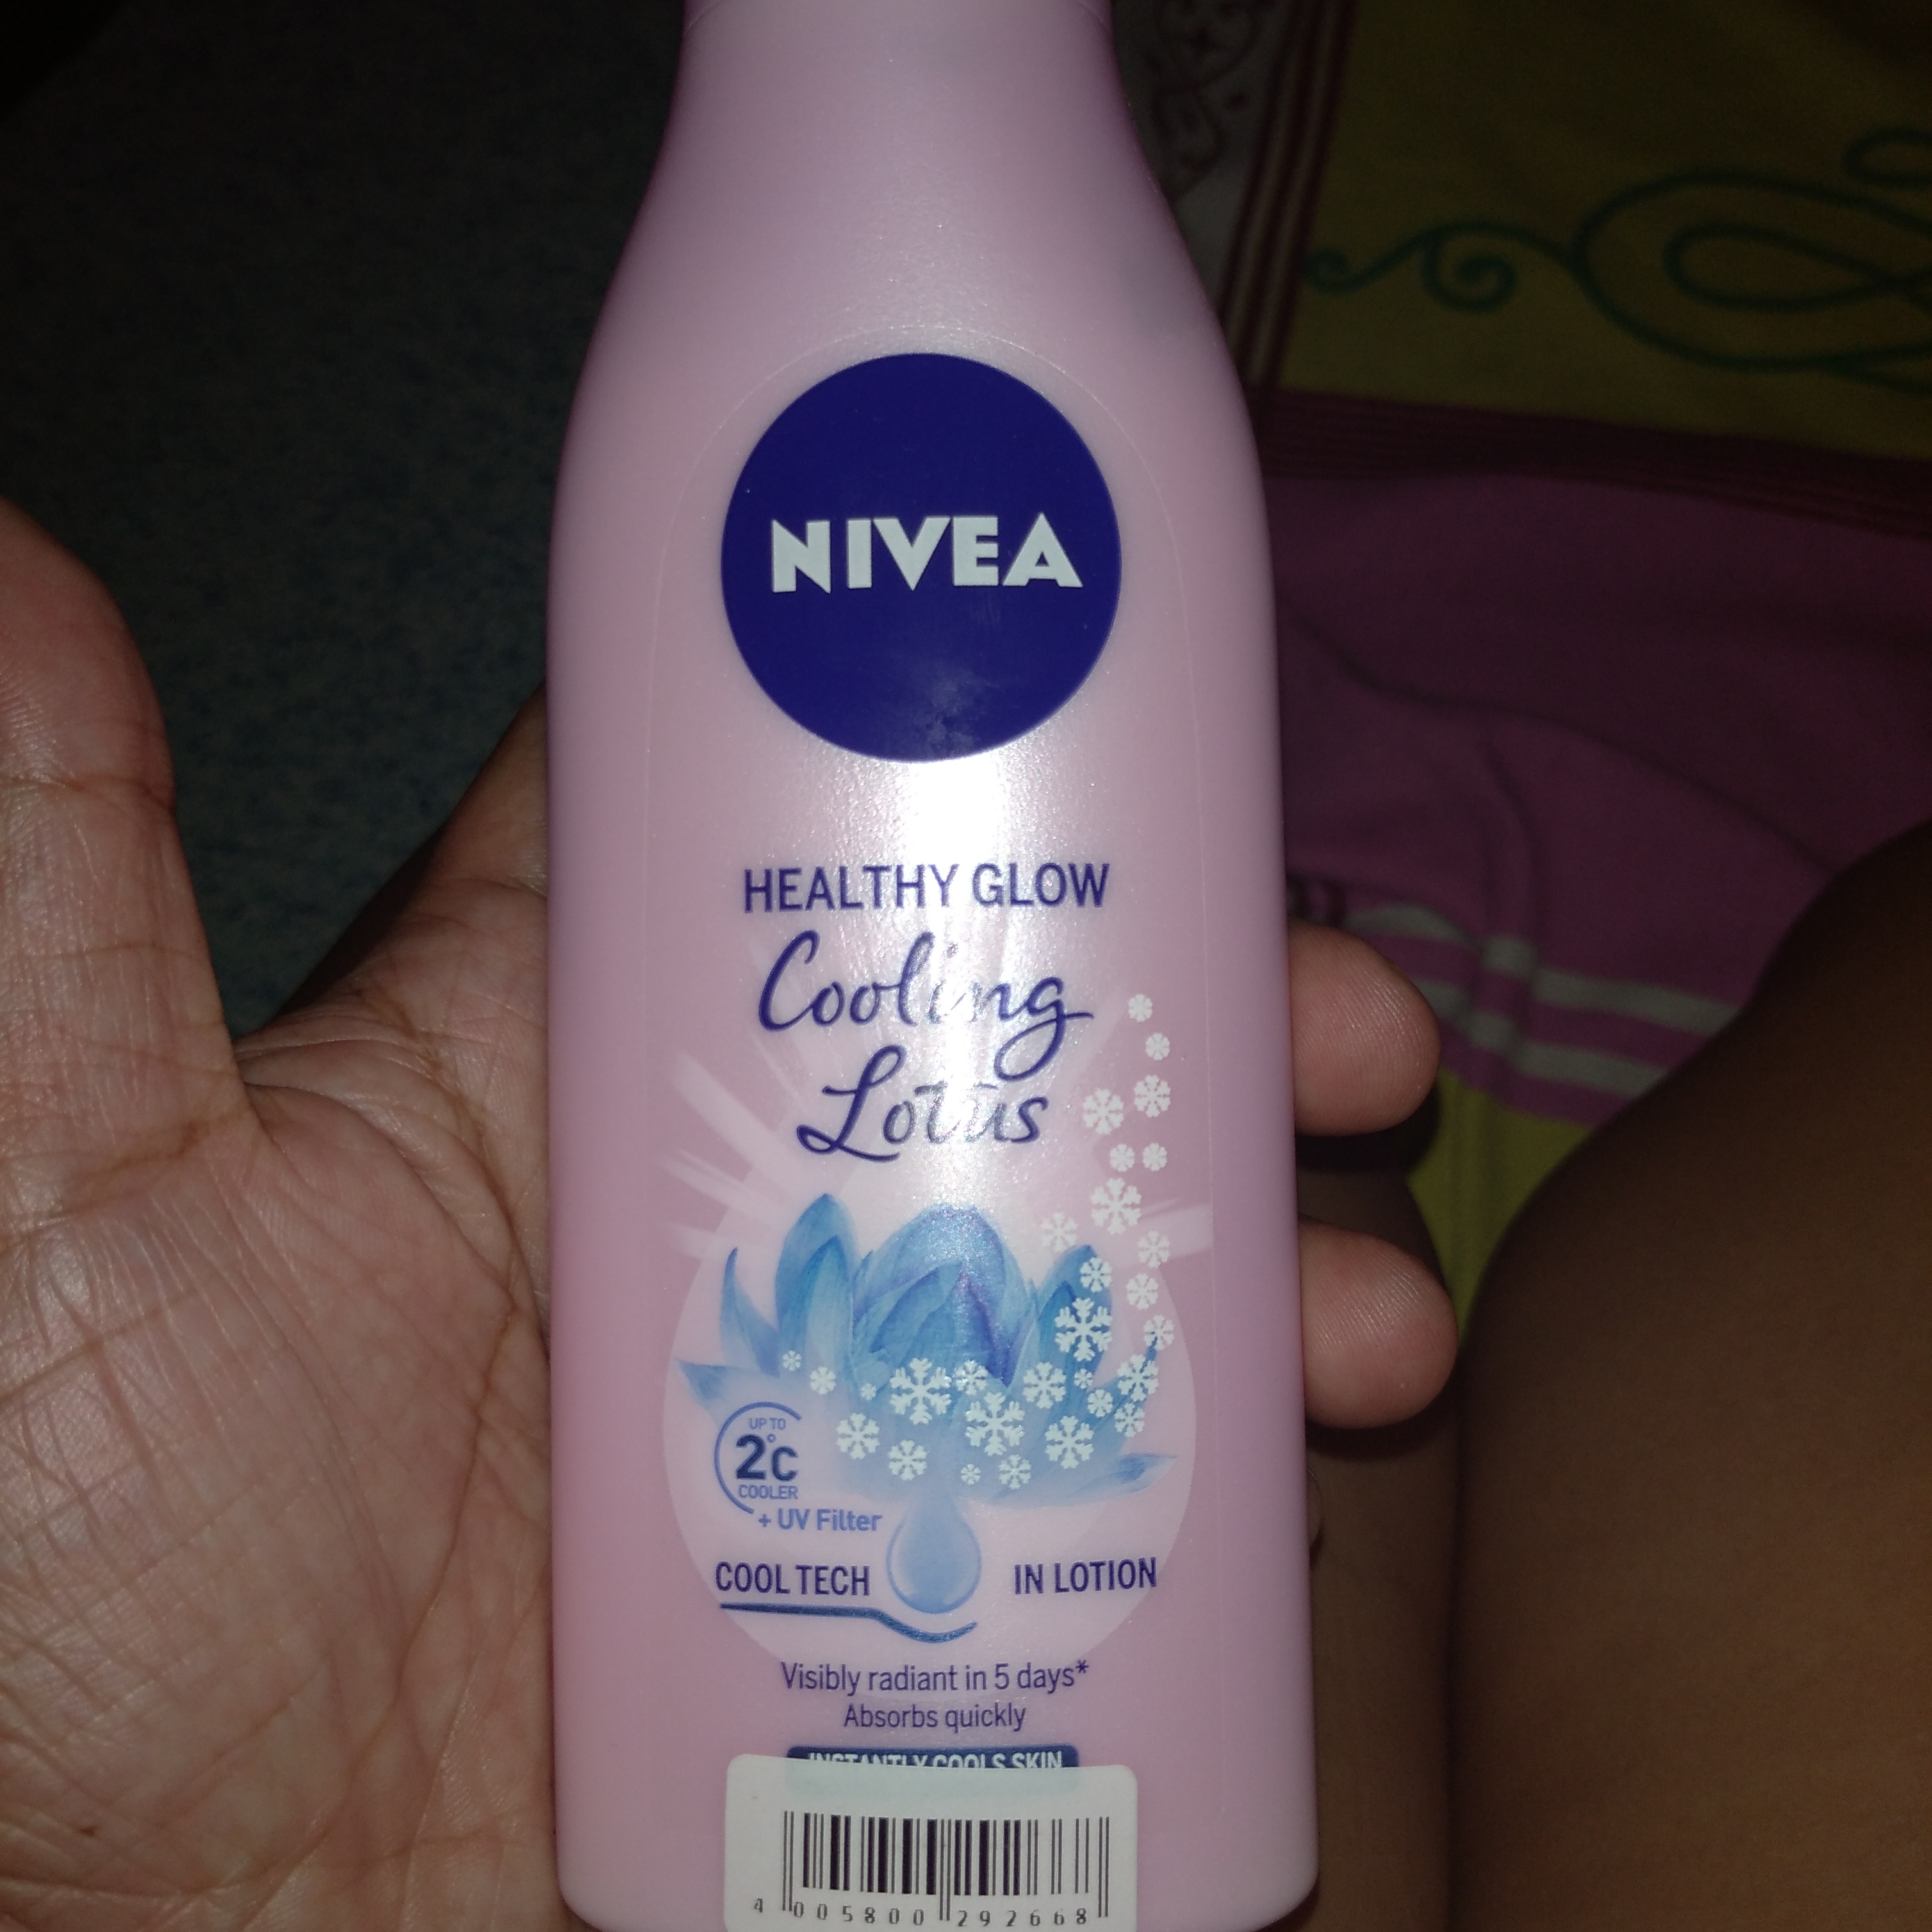 NIVEA
HEALTHY GLOW
Cooling
Lotus
UP TO
2°C
COOLER
+ UV Filter
COOL TECH IN LOTION
Visibly radiant in 5 days*
Absorbs quickly
INSTANTLY COOLS SKIN
4 005800 292668